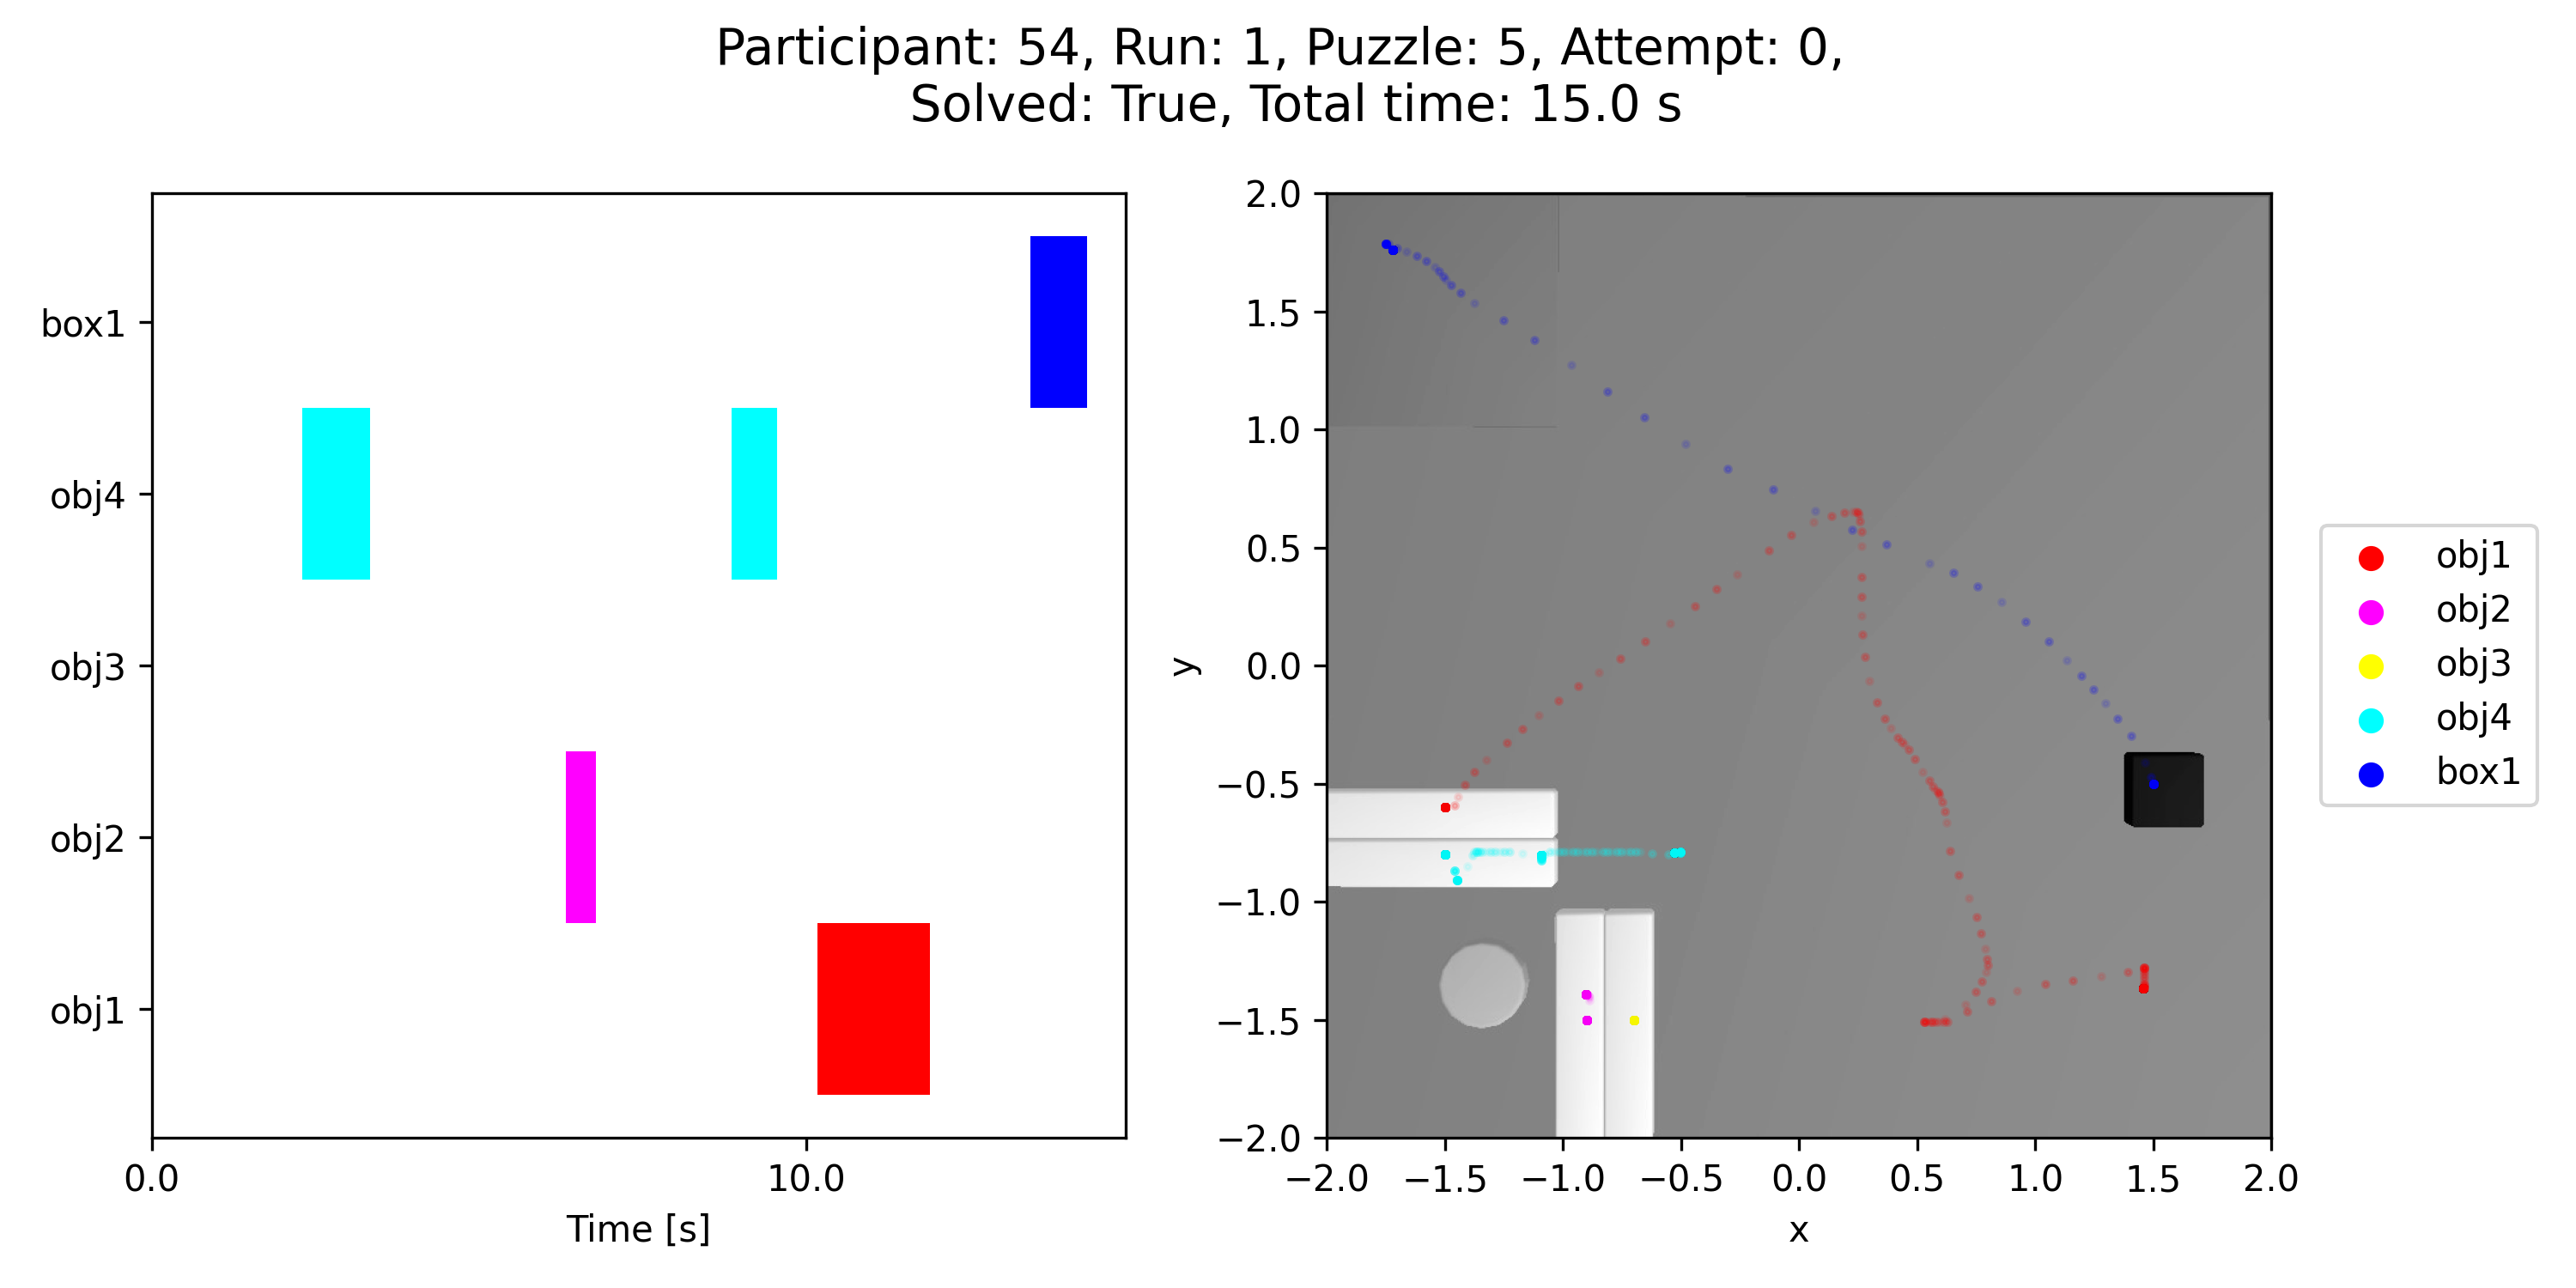 Participant: 54, Run: 1, Puzzle: 5, Attempt: 0,
Solved: True, Total time: 15.0 s
box1
obj4
obj3
obj2
obj1
0.0
10.0
Time [s]
2.0
1.5
1.0
0.5
0.0
−0.5
−1.0
−1.5
−2.0
y
−2.0
−1.5
−1.0
−0.5
0.0
0.5
1.0
1.5
2.0
x
obj1
obj2
obj3
obj4
box1